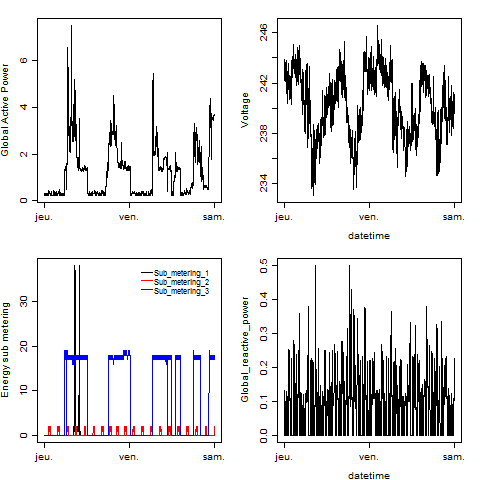 Global Active Power
6
4
2
0
jeu. ven. sam.
Voltage
246
242
238
234
jeu. ven. sam.
datetime
Energy sub metering
30
20
10
0
Sub_metering_1
Sub_metering_2
Sub_metering_3
jeu. ven. sam.
Global_reactive_power
0.5
0.4
0.3
0.2
0.1
0.0
jeu. ven. sam.
datetime